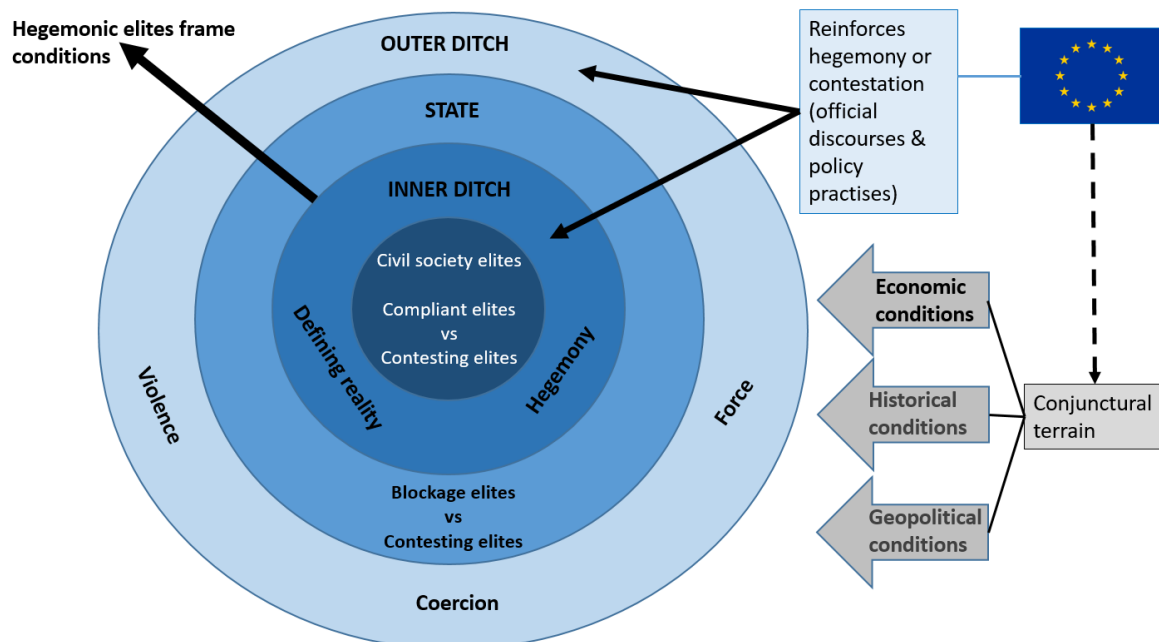 Hegemonic elites frame
conditions
OUTER DITCH
STATE
INNER DITCH
Civil society elites
Compliant elites
vs
Contesting elites
Defining reality
Hegemony
Violence
Force
Blockage elites
vs
Contesting elites
Coercion
Reinforces
hegemony or
contestation
(official
discourses &
policy
practises)
Economic
conditions
Historical
conditions
Geopolitical
conditions
Conjunctural
terrain